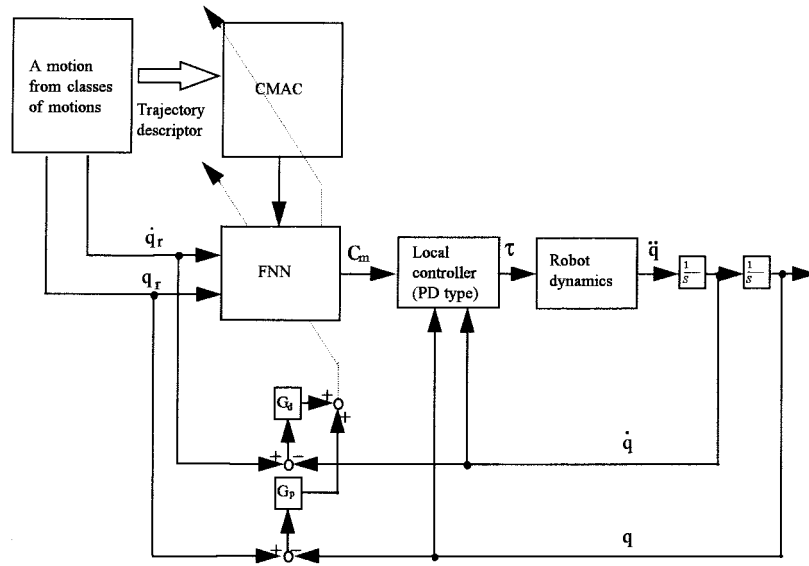 A motion
from classes
of motions
Trajectory
descriptor
CMAC
q̇r
qr
FNN
Cm
Local
controller
(PD type)
τ
Robot
dynamics
q̈
1/s
1/s
Gd
+
+
+
−
q̇
Gp
+
−
q